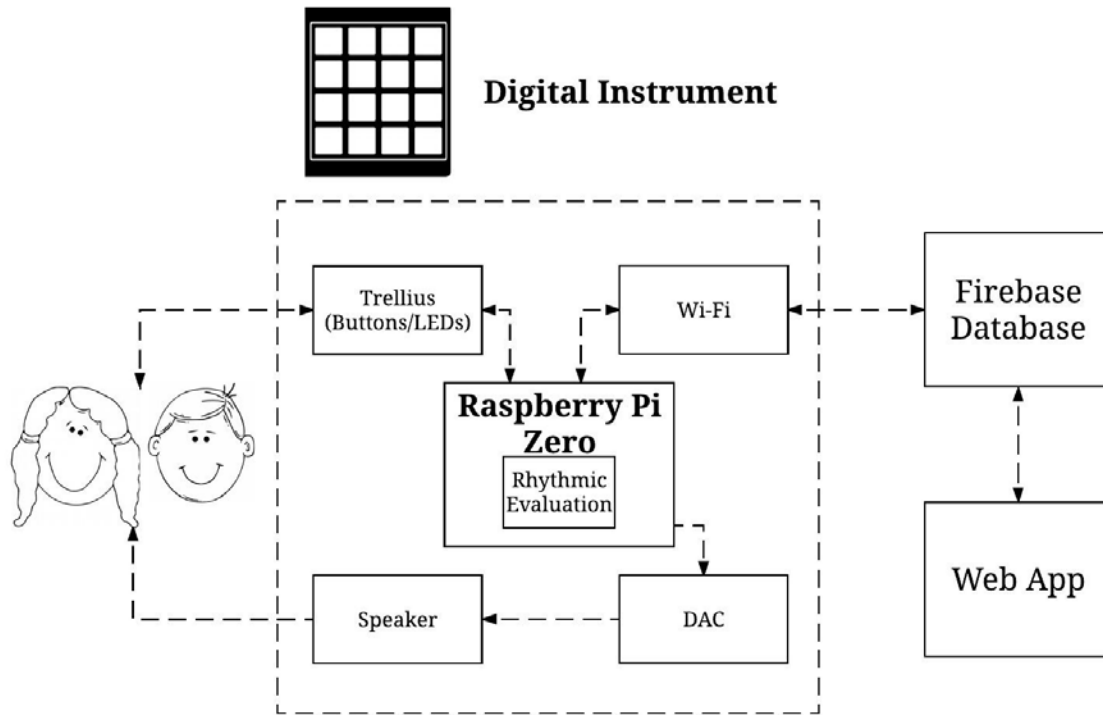 Digital Instrument
Trellius
(Buttons/LEDs)
Wi-Fi
Firebase
Database
Raspberry Pi
Zero
Rhythmic
Evaluation
Speaker
DAC
Web App